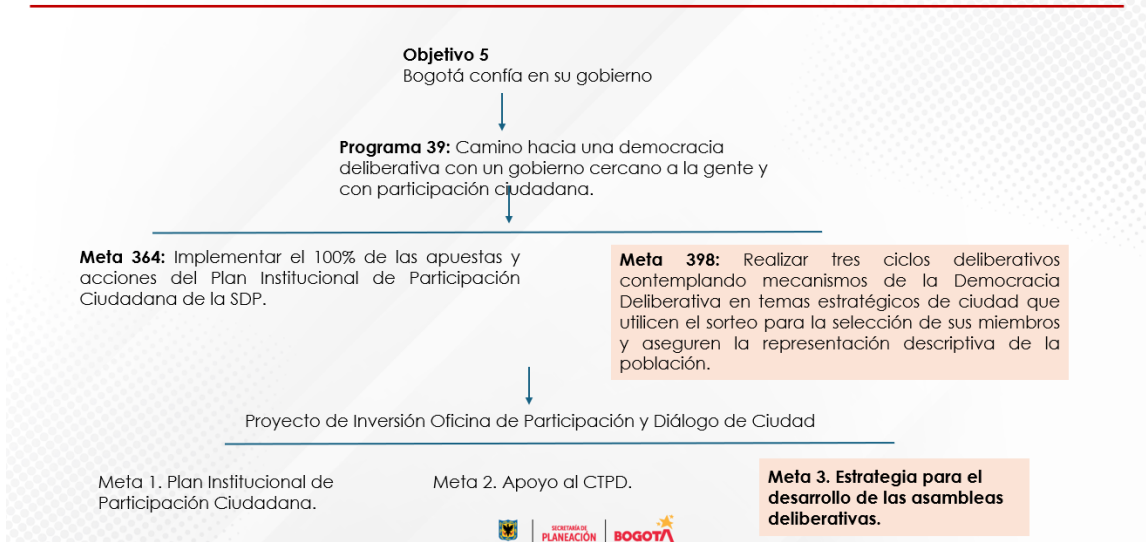 Objetivo 5
Bogotá confía en su gobierno
Programa 39: Camino hacia una democracia
deliberativa con un gobierno cercano a la gente y
con participación ciudadana.
Meta 364: Implementar el 100% de las apuestas y
acciones del Plan Institucional de Participación
Ciudadana de la SDP.
Meta 398: Realizar tres ciclos deliberativos
contemplando mecanismos de la Democracia
Deliberativa en temas estratégicos de ciudad que
utilicen el sorteo para la selección de sus miembros
y aseguren la representación descriptiva de la
población.
Proyecto de Inversión Oficina de Participación y Diálogo de Ciudad
Meta 1. Plan Institucional de
Participación Ciudadana.
Meta 2. Apoyo al CTPD.
Meta 3. Estrategia para el
desarrollo de las asambleas
deliberativas.
SECRETARÍA DE
PLANEACIÓN
BOGOTÁ